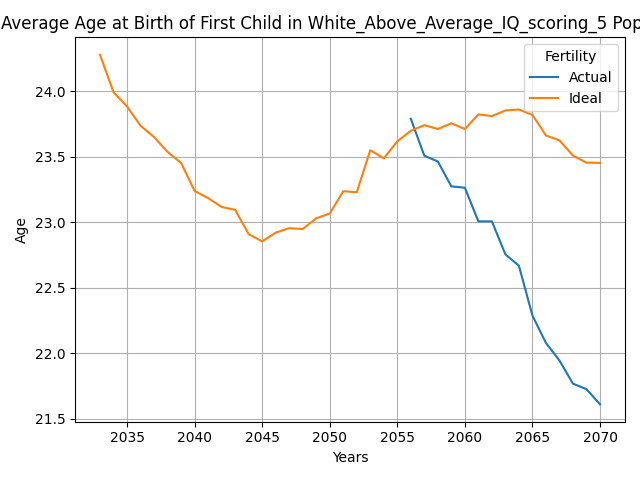 Average Age at Birth of First Child in White_Above_Average_IQ_scoring_5 Pop
Fertility
Actual
Ideal
24.0
23.5
23.0
22.5
22.0
21.5
Age
2035 2040 2045 2050 2055 2060 2065 2070
Years